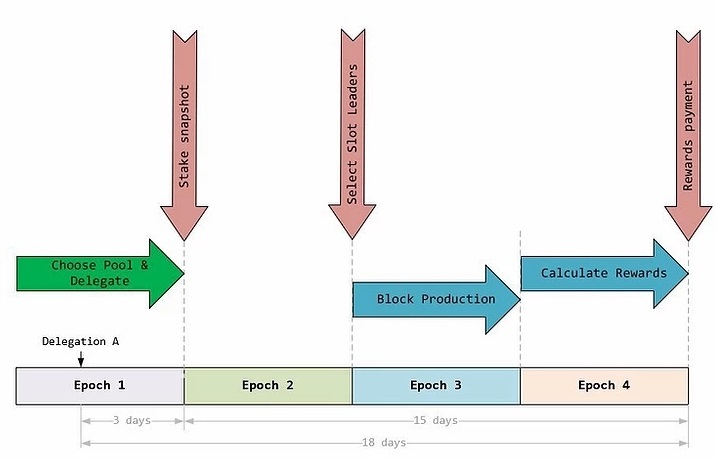 Stake snapshot
Select Slot Leaders
Rewards payment
Choose Pool &
Delegate
Calculate Rewards
Block Production
Delegation A
Epoch 1
Epoch 2
Epoch 3
Epoch 4
3 days
15 days
18 days